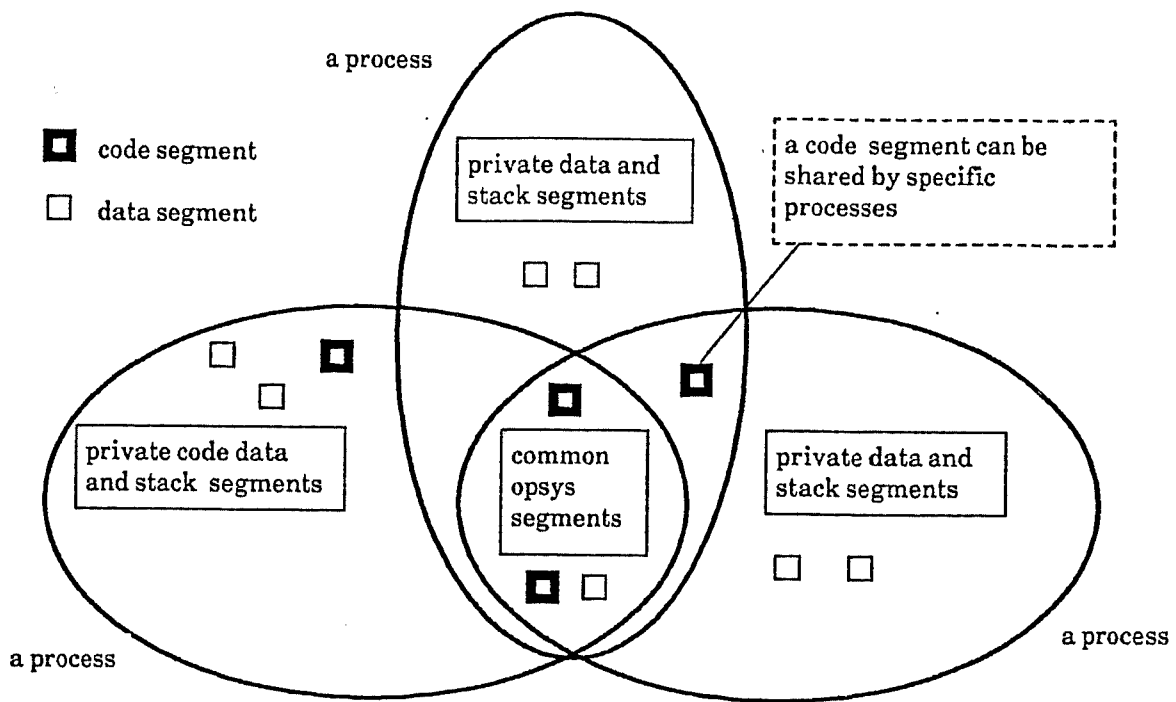 a process
code segment
data segment
private data and
stack segments
a code segment can be
shared by specific
processes
private code data
and stack segments
common
opsys
segments
private data and
stack segments
a process
a process